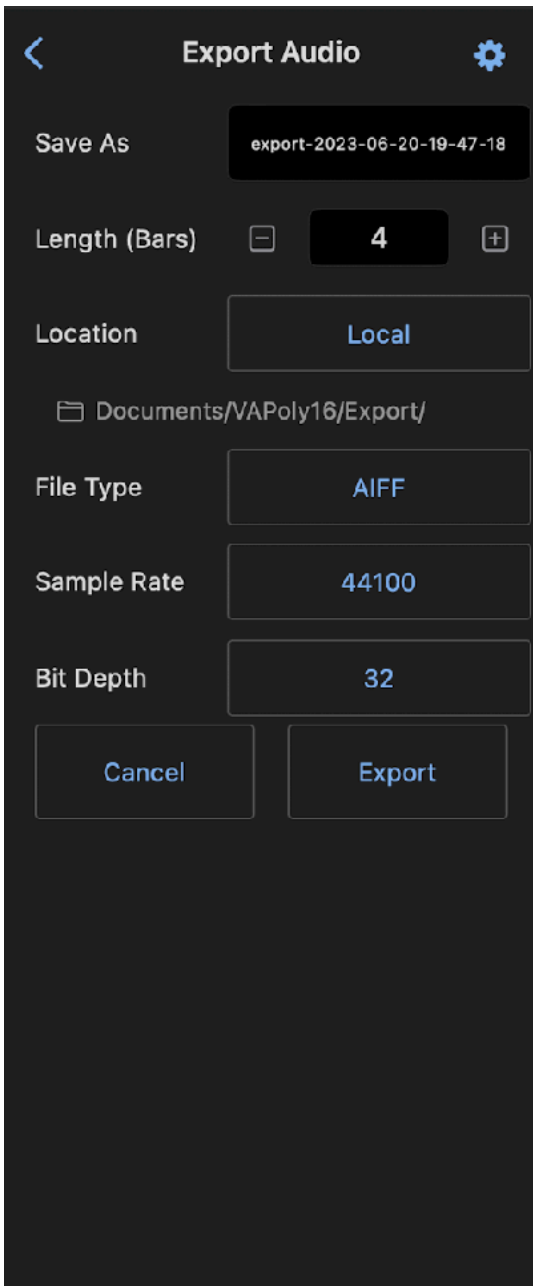 Export Audio
Save As export-2023-06-20-19-47-18
Length (Bars) 4
Location Local
Documents/VAPoly16/Export/
File Type AIFF
Sample Rate 44100
Bit Depth 32
Cancel Export